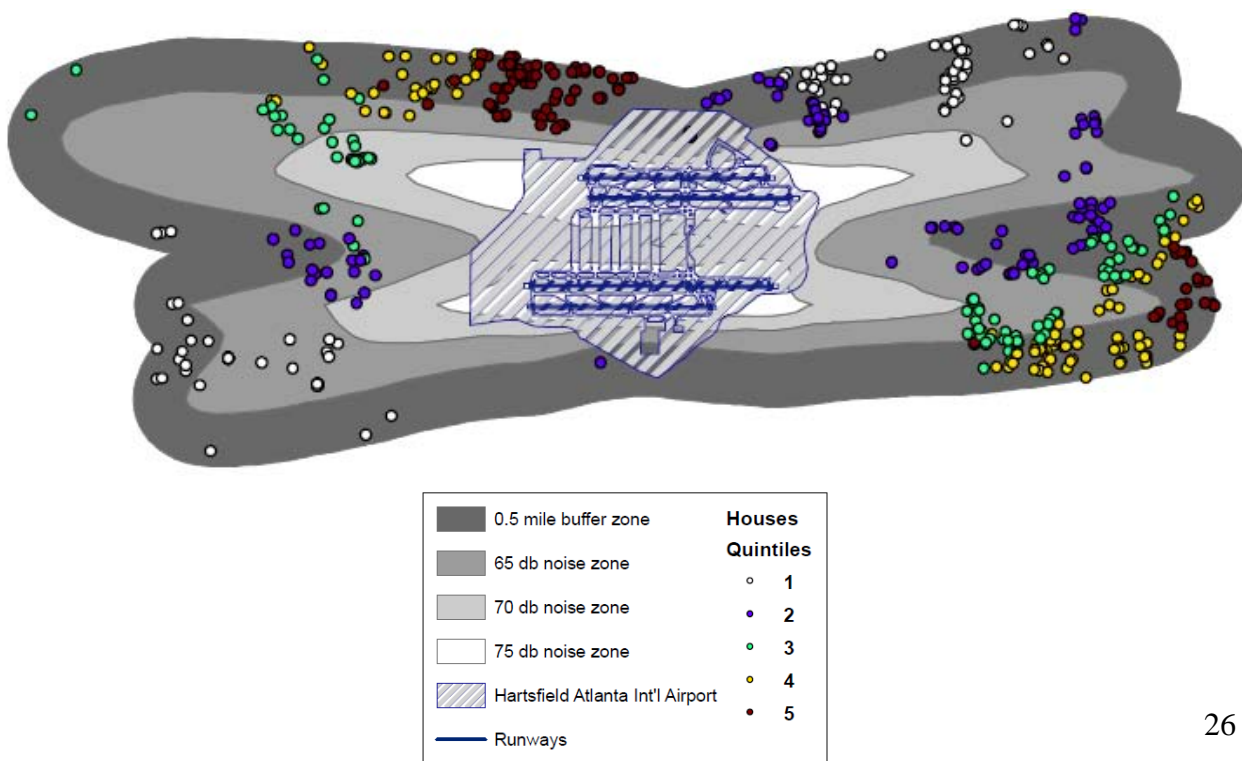 0.5 mile buffer zone
65 db noise zone
70 db noise zone
75 db noise zone
Hartsfield Atlanta Int'l Airport
Runways
Houses
Quintiles
1
2
3
4
5
26